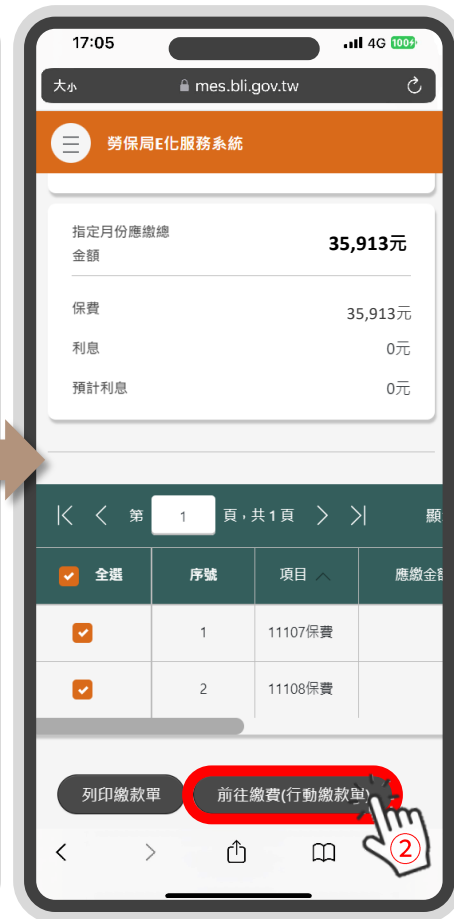 17:05 4G 100
大小 mes.bli.gov.tw
勞保局E化服務系統
指定月份應繳總
金額
35,913元
保費 35,913元
利息 0元
預計利息 0元
第 1 頁，共1頁 顯
全選 序號 項目 應繳金
1 11107保費
2 11108保費
列印繳款單 前往繳費(行動繳款單)
②